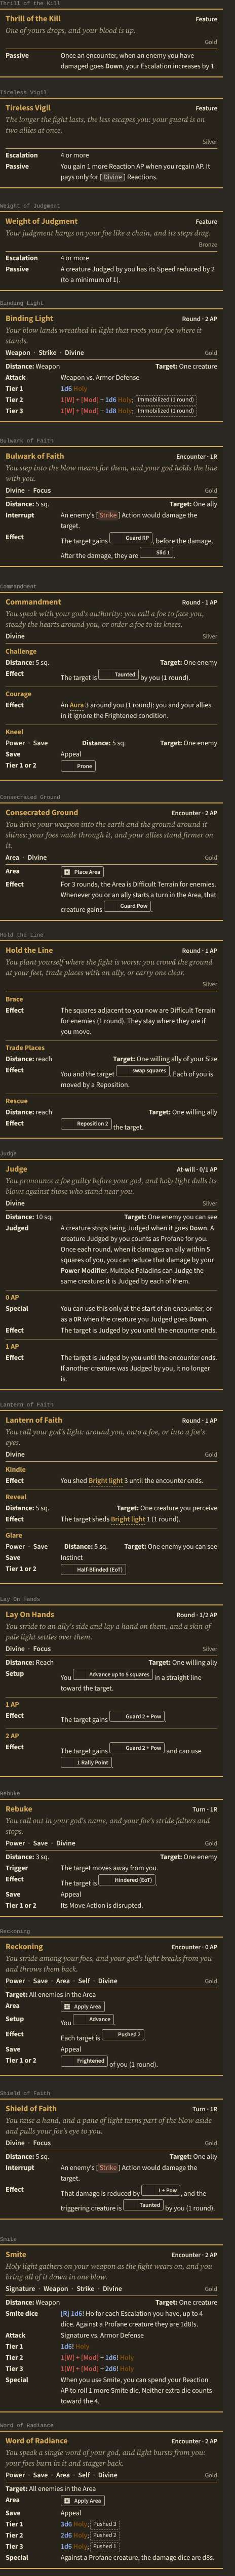 Thrill of the Kill
Thrill of the Kill Feature
One of yours drops, and your blood is up.
Gold
Passive Once an encounter, when an enemy you have
damaged goes Down, your Escalation increases by 1.
Tireless Vigil
Tireless Vigil Feature
The longer the fight lasts, the less escapes you: your guard is on
two allies at once.
Silver
Escalation 4 or more
Passive You gain 1 more Reaction AP when you regain AP. It
pays only for [Divine] Reactions.
Weight of Judgment
Weight of Judgment Feature
Your judgment hangs on your foe like a chain, and its steps drag.
Bronze
Escalation 4 or more
Passive A creature Judged by you has its Speed reduced by 2
(to a minimum of 1).
Binding Light
Binding Light Round · 2 AP
Your blow lands wreathed in light that roots your foe where it
stands.
Weapon · Strike · Divine Gold
Distance: Weapon Target: One creature
Attack Weapon vs. Armor Defense
Tier 1 1d6 Holy
Tier 2 1[W] + [Mod] + 1d6 Holy; Immobilized (1 round)
Tier 3 1[W] + [Mod] + 1d8 Holy; Immobilized (1 round)
Bulwark of Faith
Bulwark of Faith Encounter · 1R
You step into the blow meant for them, and your god holds the line
with you.
Divine · Focus Gold
Distance: 5 sq. Target: One ally
Interrupt An enemy's [Strike] Action would damage the
target.
Effect The target gains Guard RP, before the damage.
After the damage, they are Slid 1.
Commandment
Commandment Round · 1 AP
You speak with your god's authority: you call a foe to face you,
steady the hearts around you, or order a foe to its knees.
Divine Silver
Challenge
Distance: 5 sq. Target: One enemy
Effect The target is Taunted by you (1 round).
Courage
Effect An Aura 3 around you (1 round): you and your allies
in it ignore the Frightened condition.
Kneel
Power · Save Distance: 5 sq. Target: One enemy
Save Appeal
Tier 1 or 2 Prone
Consecrated Ground
Consecrated Ground Encounter · 2 AP
You drive your weapon into the earth and the ground around it
shines: your foes wade through it, and your allies stand firmer on
it.
Area · Divine Gold
Area Place Area
Effect For 3 rounds, the Area is Difficult Terrain for enemies.
Whenever you or an ally starts a turn in the Area, that
creature gains Guard Pow.
Hold the Line
Hold the Line Round · 1 AP
You plant yourself where the fight is worst: you crowd the ground
at your feet, trade places with an ally, or carry one clear.
Silver
Brace
Effect The squares adjacent to you now are Difficult Terrain
for enemies (1 round). They stay where they are if
you move.
Trade Places
Distance: reach Target: One willing ally of your Size
Effect You and the target swap squares. Each of you is
moved by a Reposition.
Rescue
Distance: reach Target: One willing ally
Effect Reposition 2 the target.
Judge
Judge At-will · 0/1 AP
You pronounce a foe guilty before your god, and holy light dulls its
blows against those who stand near you.
Divine Silver
Distance: 10 sq. Target: One enemy you can see
Judged A creature stops being Judged when it goes Down. A
creature Judged by you counts as Profane for you.
Once each round, when it damages an ally within 5
squares of you, you can reduce that damage by your
Power Modifier. Multiple Paladins can Judge the
same creature: it is Judged by each of them.
0 AP
Special You can use this only at the start of an encounter, or
as a 0R when the creature you Judged goes Down.
Effect The target is Judged by you until the encounter ends.
1 AP
Effect The target is Judged by you until the encounter ends.
If another creature was Judged by you, it no longer
is.
Lantern of Faith
Lantern of Faith Round · 1 AP
You call your god's light: around you, onto a foe, or into a foe's
eyes.
Divine Gold
Kindle
Effect You shed Bright light 3 until the encounter ends.
Reveal
Distance: 5 sq. Target: One creature you perceive
Effect The target sheds Bright light 1 (1 round).
Glare
Power · Save Distance: 5 sq. Target: One enemy you can see
Save Instinct
Tier 1 or 2 Half-Blinded (EoT)
Lay On Hands
Lay On Hands Round · 1/2 AP
You stride to an ally's side and lay a hand on them, and a skin of
pale light settles over them.
Divine · Focus Silver
Distance: Reach Target: One willing ally
Setup You Advance up to 5 squares in a straight line
toward the target.
1 AP
Effect The target gains Guard 2 + Pow.
2 AP
Effect The target gains Guard 2 + Pow and can use
1 Rally Point.
Rebuke
Rebuke Turn · 1R
You call out in your god's name, and your foe's stride falters and
stops.
Power · Save · Divine Gold
Distance: 3 sq. Target: One enemy
Trigger The target moves away from you.
Effect The target is Hindered (EoT).
Save Appeal
Tier 1 or 2 Its Move Action is disrupted.
Reckoning
Reckoning Encounter · 0 AP
You stride among your foes, and your god's light breaks from you
and throws them back.
Power · Save · Area · Self · Divine Gold
Target: All enemies in the Area
Area Apply Area
Setup You Advance.
Effect Each target is Pushed 2.
Save Appeal
Tier 1 or 2 Frightened of you (1 round).
Shield of Faith
Shield of Faith Turn · 1R
You raise a hand, and a pane of light turns part of the blow aside
and pulls your foe's eye to you.
Divine · Focus Gold
Distance: 5 sq. Target: One ally
Interrupt An enemy's [Strike] Action would damage the
target.
Effect That damage is reduced by 1 + Pow, and the
triggering creature is Taunted by you (1 round).
Smite
Smite Encounter · 2 AP
Holy light gathers on your weapon as the fight wears on, and you
bring all of it down in one blow.
Signature · Weapon · Strike · Divine Gold
Distance: Weapon Target: One creature
Smite dice [R] 1d6! Ho for each Escalation you have, up to 4
dice. Against a Profane creature they are 1d8!s.
Attack Signature vs. Armor Defense
Tier 1 1d6! Holy
Tier 2 1[W] + [Mod] + 1d6! Holy
Tier 3 1[W] + [Mod] + 2d6! Holy
Special When you use Smite, you can spend your Reaction
AP to roll 1 more Smite die. Neither extra die counts
toward the 4.
Word of Radiance
Word of Radiance Encounter · 2 AP
You speak a single word of your god, and light bursts from you:
your foes burn in it and stagger back.
Power · Save · Area · Self · Divine Gold
Target: All enemies in the Area
Area Apply Area
Save Appeal
Tier 1 3d6 Holy; Pushed 3
Tier 2 2d6 Holy; Pushed 2
Tier 3 1d6 Holy; Pushed 1
Special Against a Profane creature, the damage dice are d8s.